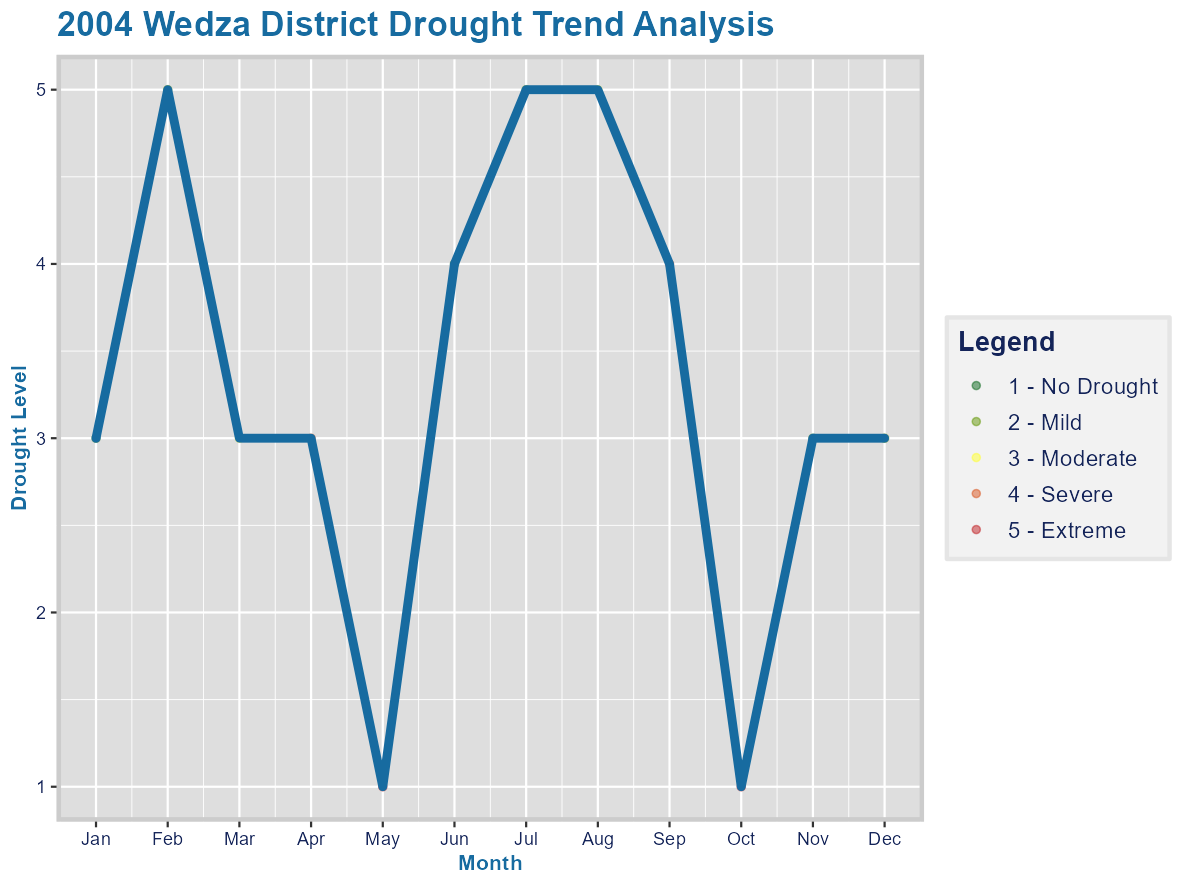 2004 Wedza District Drought Trend Analysis
Drought Level
5
4
3
2
1
Jan Feb Mar Apr May Jun Jul Aug Sep Oct Nov Dec
Month
Legend
1 - No Drought
2 - Mild
3 - Moderate
4 - Severe
5 - Extreme